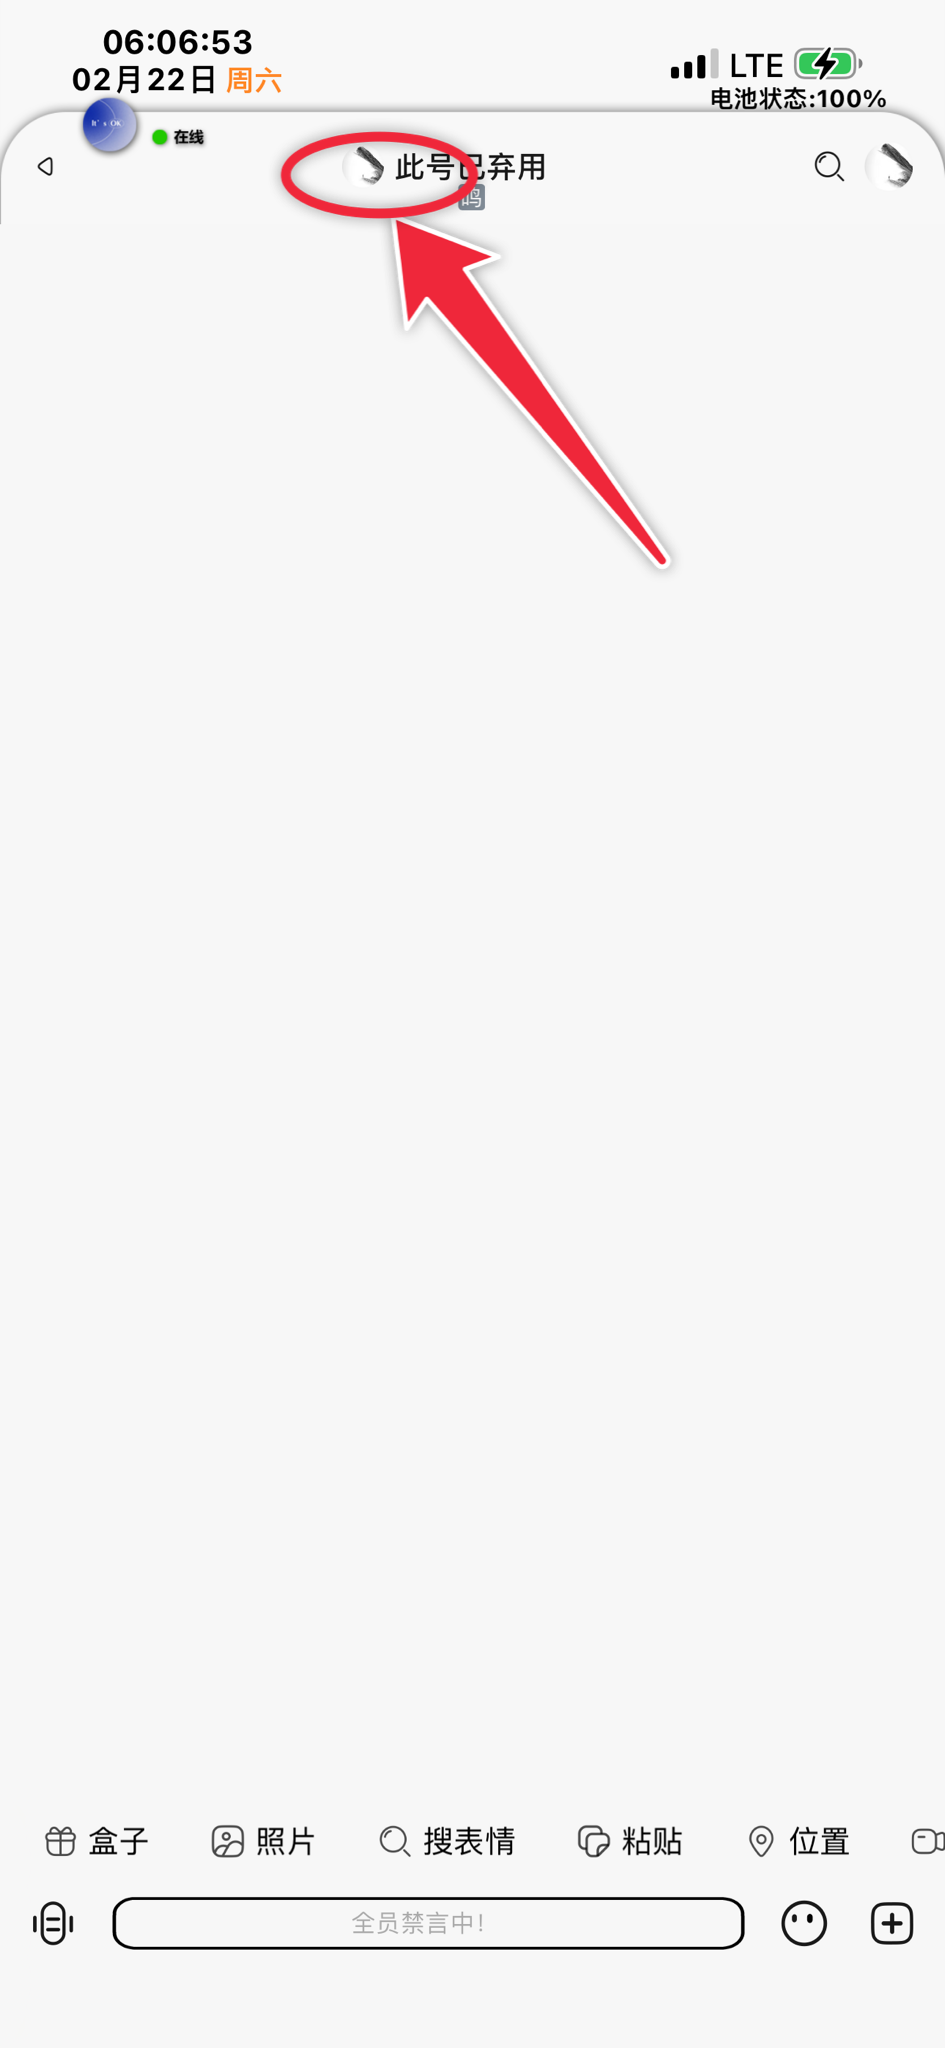 06:06:53
02月22日 周六
LTE
电池状态:100%
It's OK
在线
此号已弃用
鸣
盒子
照片
搜表情
粘贴
位置
全员禁言中!